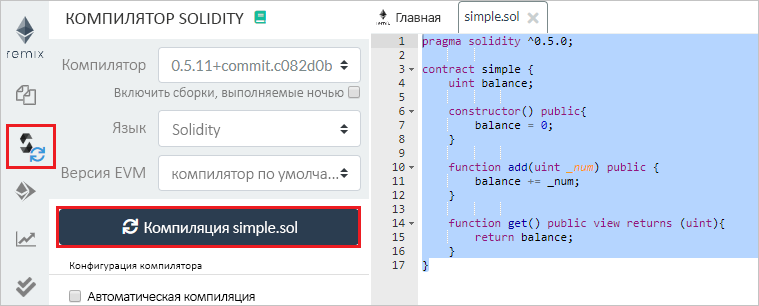 remix
КОМПИЛЯТОР SOLIDITY
Компилятор 0.5.11+commit.c082d0b
Включить сборки, выполняемые ночью
Язык Solidity
Версия EVM компилятор по умолча...
Компиляция simple.sol
Конфигурация компилятора
Автоматическая компиляция
Главная simple.sol
1 pragma solidity ^0.5.0;
2
3 contract simple {
4 uint balance;
5
6 constructor() public{
7 balance = 0;
8 }
9
10 function add(uint _num) public {
11 balance += _num;
12 }
13
14 function get() public view returns (uint){
15 return balance;
16 }
17 }